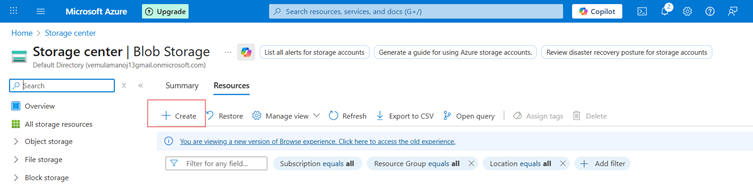 Microsoft Azure
Upgrade
Search resources, services, and docs (G+/)
Copilot
2
Home > Storage center
Storage center | Blob Storage
Default Directory (vemulamanoj13gmail.onmicrosoft.com)
List all alerts for storage accounts
Generate a guide for using Azure storage accounts.
Review disaster recovery posture for storage accounts
Search
Overview
All storage resources
Object storage
File storage
Block storage
Summary Resources
Create Restore Manage view Refresh Export to CSV Open query Assign tags Delete
You are viewing a new version of Browse experience. Click here to access the old experience.
Filter for any field... Subscription equals all Resource Group equals all Location equals all Add filter